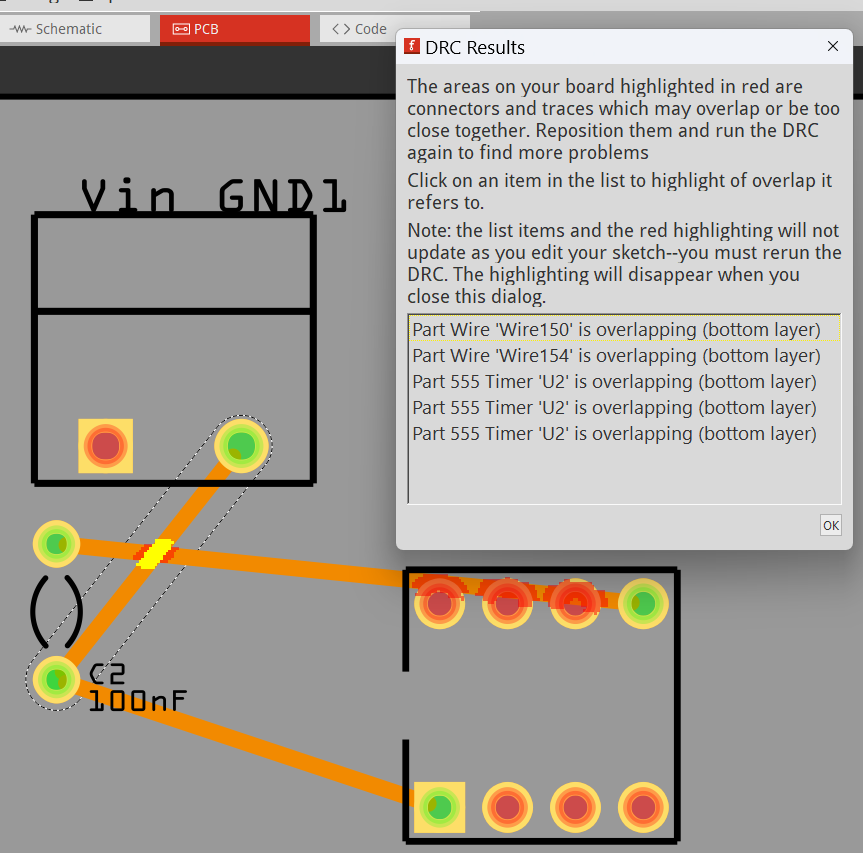 Schematic
PCB
<> Code
DRC Results
The areas on your board highlighted in red are
connectors and traces which may overlap or be too
close together. Reposition them and run the DRC
again to find more problems
Click on an item in the list to highlight of overlap it
refers to.
Note: the list items and the red highlighting will not
update as you edit your sketch--you must rerun the
DRC. The highlighting will disappear when you
close this dialog.
Part Wire 'Wire150' is overlapping (bottom layer)
Part Wire 'Wire154' is overlapping (bottom layer)
Part 555 Timer 'U2' is overlapping (bottom layer)
Part 555 Timer 'U2' is overlapping (bottom layer)
Part 555 Timer 'U2' is overlapping (bottom layer)
OK
Vin GND1
C2
100nF